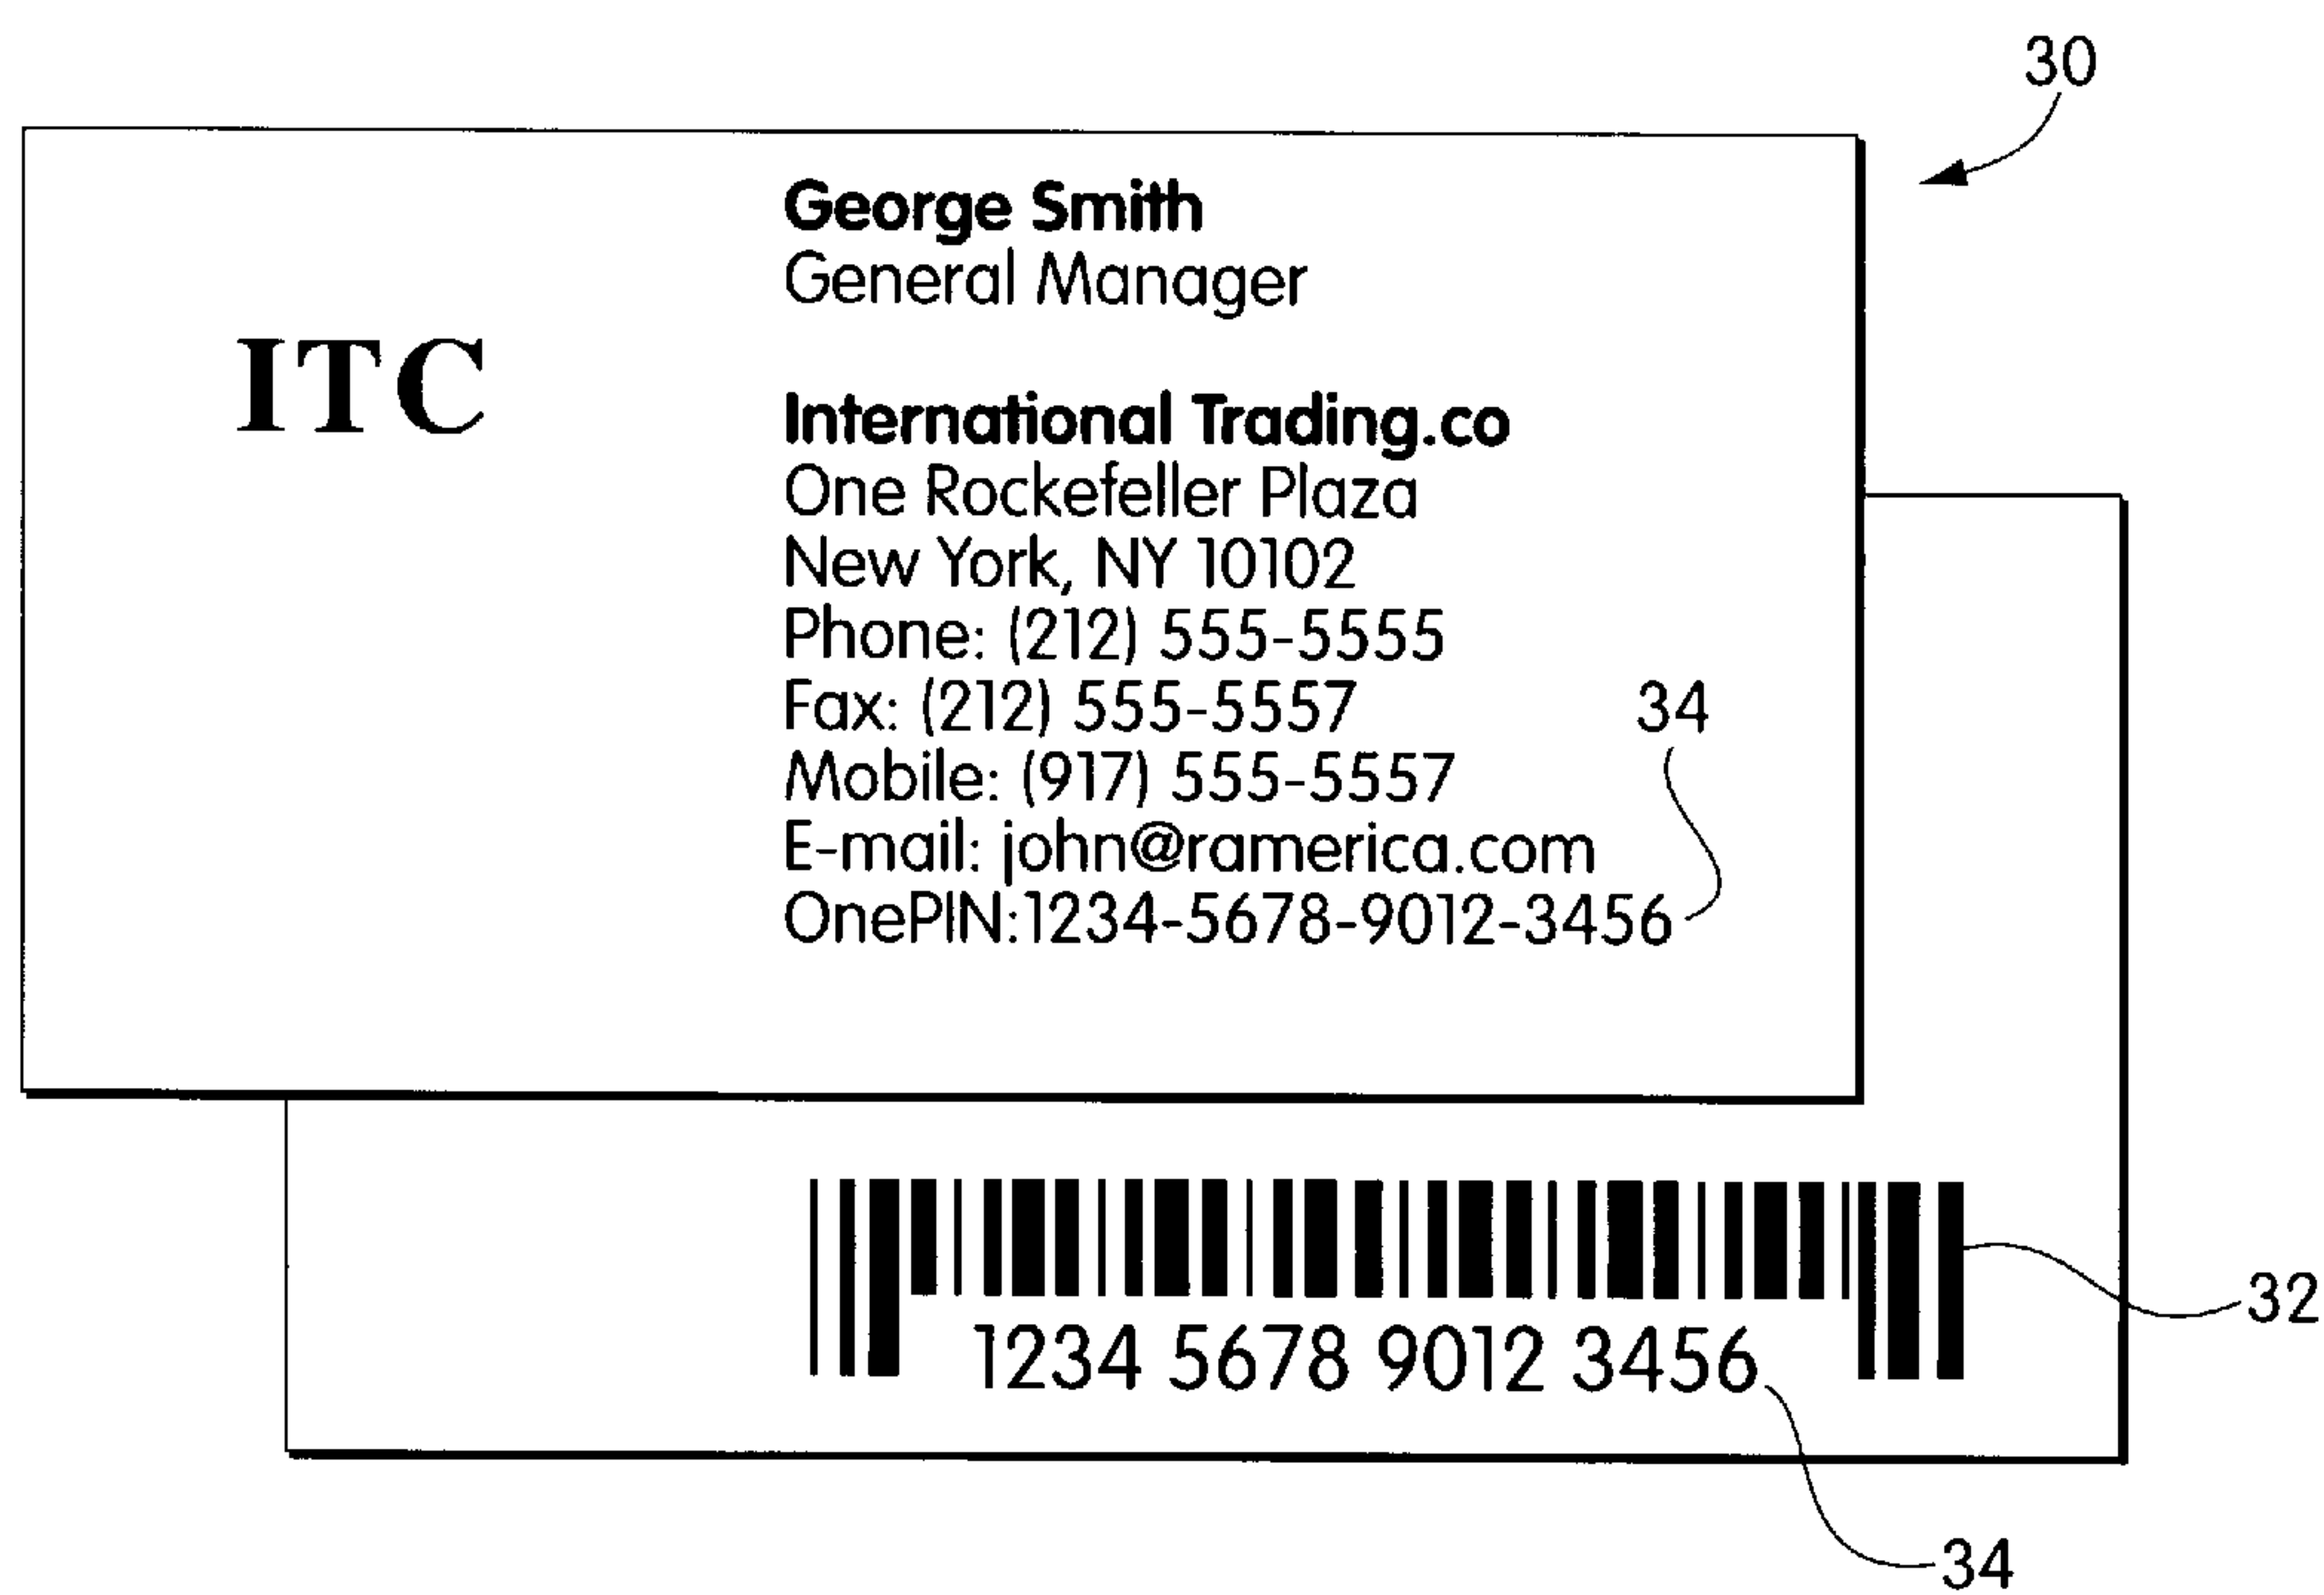 30
George Smith
General Manager
ITC
International Trading.co
One Rockefeller Plaza
New York, NY 10102
Phone: (212) 555-5555
Fax: (212) 555-5557
34
Mobile: (917) 555-5557
E-mail: john@ramerica.com
OnePIN:1234-5678-9012-3456
32
1234 5678 9012 3456
34